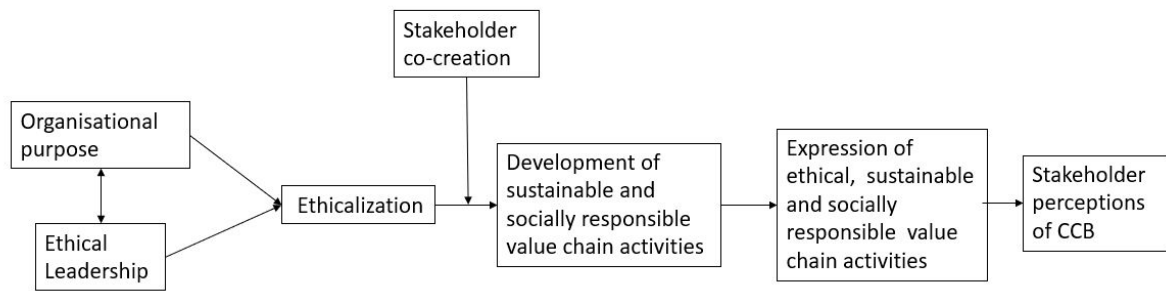 Stakeholder
co-creation
Organisational
purpose
Ethical
Leadership
Ethicalization
Development of
sustainable and
socially responsible
value chain activities
Expression of
ethical, sustainable
and socially
responsible value
chain activities
Stakeholder
perceptions
of CCB